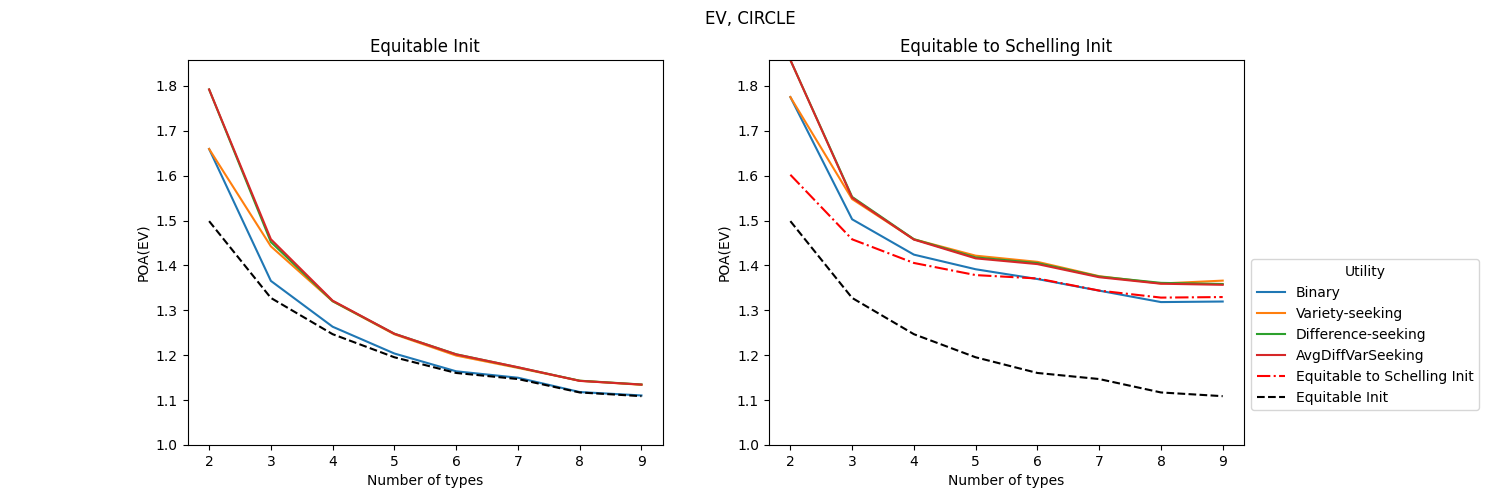 EV, CIRCLE
Equitable Init
POA(EV)
1.8
1.7
1.6
1.5
1.4
1.3
1.2
1.1
1.0
2 3 4 5 6 7 8 9
Number of types
Equitable to Schelling Init
POA(EV)
1.8
1.7
1.6
1.5
1.4
1.3
1.2
1.1
1.0
2 3 4 5 6 7 8 9
Number of types
Utility
Binary
Variety-seeking
Difference-seeking
AvgDiffVarSeeking
Equitable to Schelling Init
Equitable Init